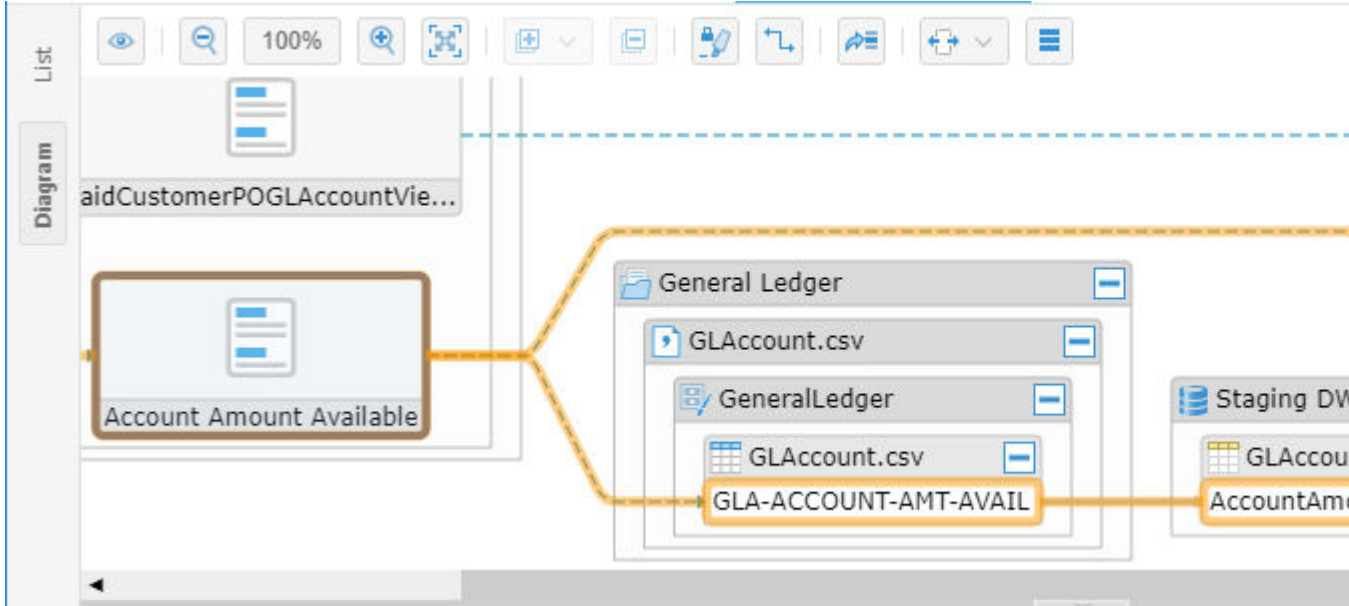 List
Diagram
100%
aidCustomerPOGLAccountVie...
Account Amount Available
General Ledger
GLAccount.csv
GeneralLedger
GLAccount.csv
GLA-ACCOUNT-AMT-AVAIL
Staging DW
GLAccou
AccountAmo